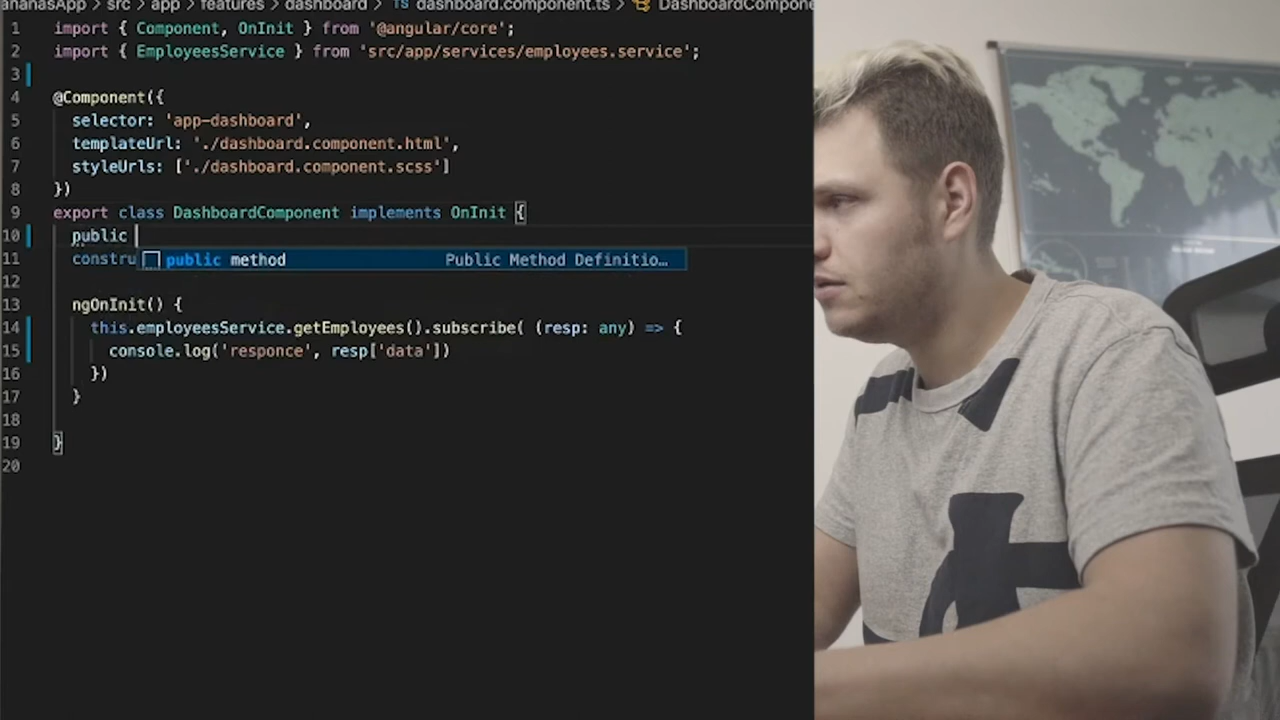 ananasApp > src > app > features > dashboard > TS dashboard.component.ts > DashboardCompone
1 import { Component, OnInit } from '@angular/core';
2 import { EmployeesService } from 'src/app/services/employees.service';
3
4 @Component({
5 selector: 'app-dashboard',
6 templateUrl: './dashboard.component.html',
7 styleUrls: ['./dashboard.component.scss']
8 })
9 export class DashboardComponent implements OnInit {
10 public
11 constru public method Public Method Definitio…
12
13 ngOnInit() {
14 this.employeesService.getEmployees().subscribe( (resp: any) => {
15 console.log('responce', resp['data'])
16 })
17 }
18
19 }
20